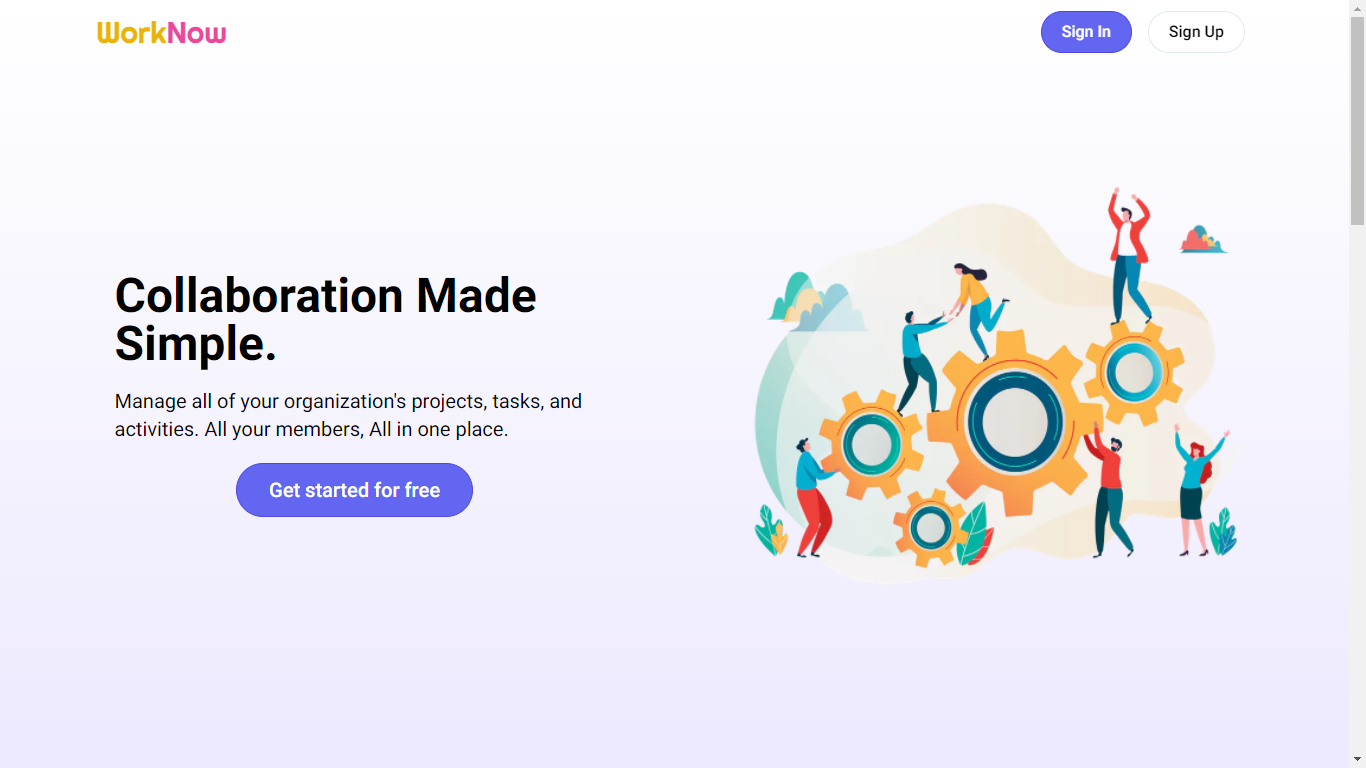 WorkNow
Sign In
Sign Up
Collaboration Made
Simple.
Manage all of your organization's projects, tasks, and
activities. All your members, All in one place.
Get started for free